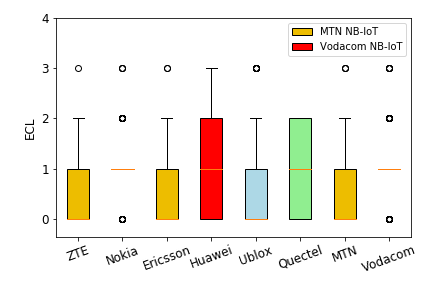 4
3
2
1
0
ECL
MTN NB-IoT
Vodacom NB-IoT
ZTE
Nokia
Ericsson
Huawei
Ublox
Quectel
MTN
Vodacom